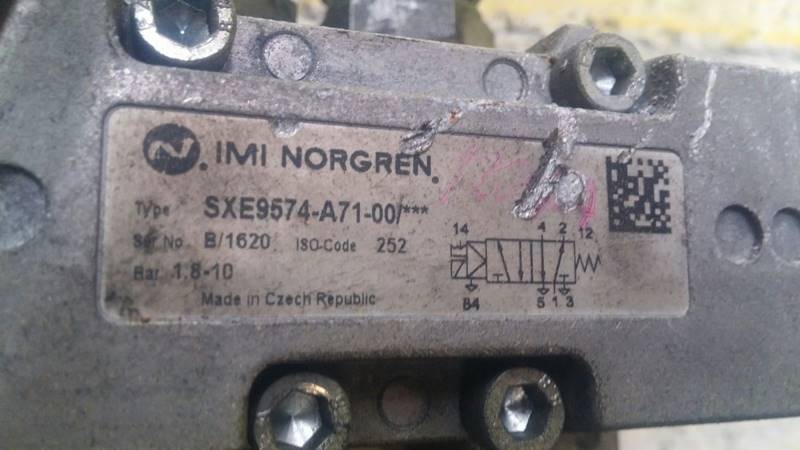 IMI NORGREN.
Type SXE9574-A71-00/***
Ser No. B/1620 ISO-Code 252
Bar 1,8-10
Made in Czech Republic
14 4 2 12
84 5 1 3